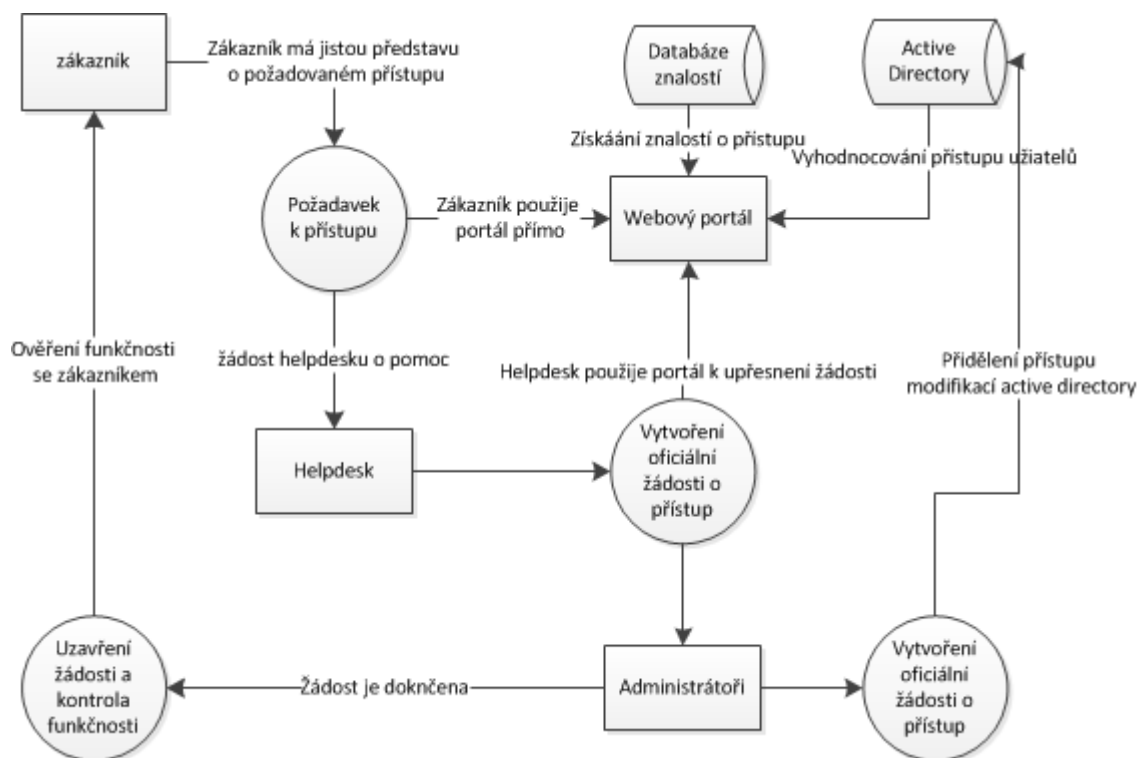 zákazník
Zákazník má jistou představu
o požadovaném přístupu
Databáze
znalostí
Active
Directory
Získáání znalostí o přístupu
Vyhodnocování přístupu užiatelů
Požadavek
k přístupu
Zákazník použije
portál přímo
Webový portál
Ověření funkčnosti
se zákazníkem
žádost helpdesku o pomoc
Helpdesk použije portál k upřesnení žádosti
Přidělení přístupu
modifikací active directory
Helpdesk
Vytvoření
oficiální
žádosti o
přístup
Uzavření
žádosti a
kontrola
funkčnosti
Žádost je doknčena
Administrátoři
Vytvoření
oficiální
žádosti o
přístup